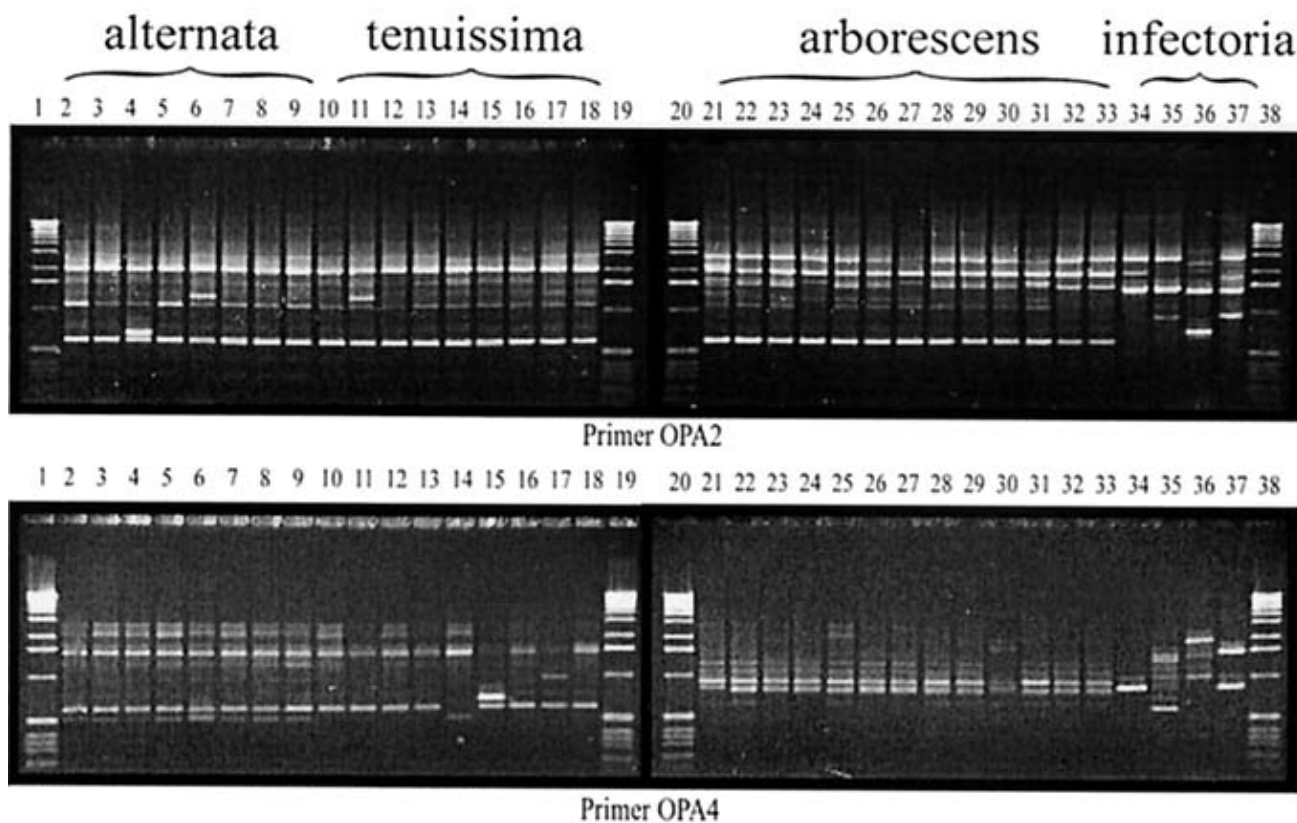 alternata tenuissima arborescens infectoria
1 2 3 4 5 6 7 8 9 10 11 12 13 14 15 16 17 18 19 20 21 22 23 24 25 26 27 28 29 30 31 32 33 34 35 36 37 38
Primer OPA2
1 2 3 4 5 6 7 8 9 10 11 12 13 14 15 16 17 18 19 20 21 22 23 24 25 26 27 28 29 30 31 32 33 34 35 36 37 38
Primer OPA4